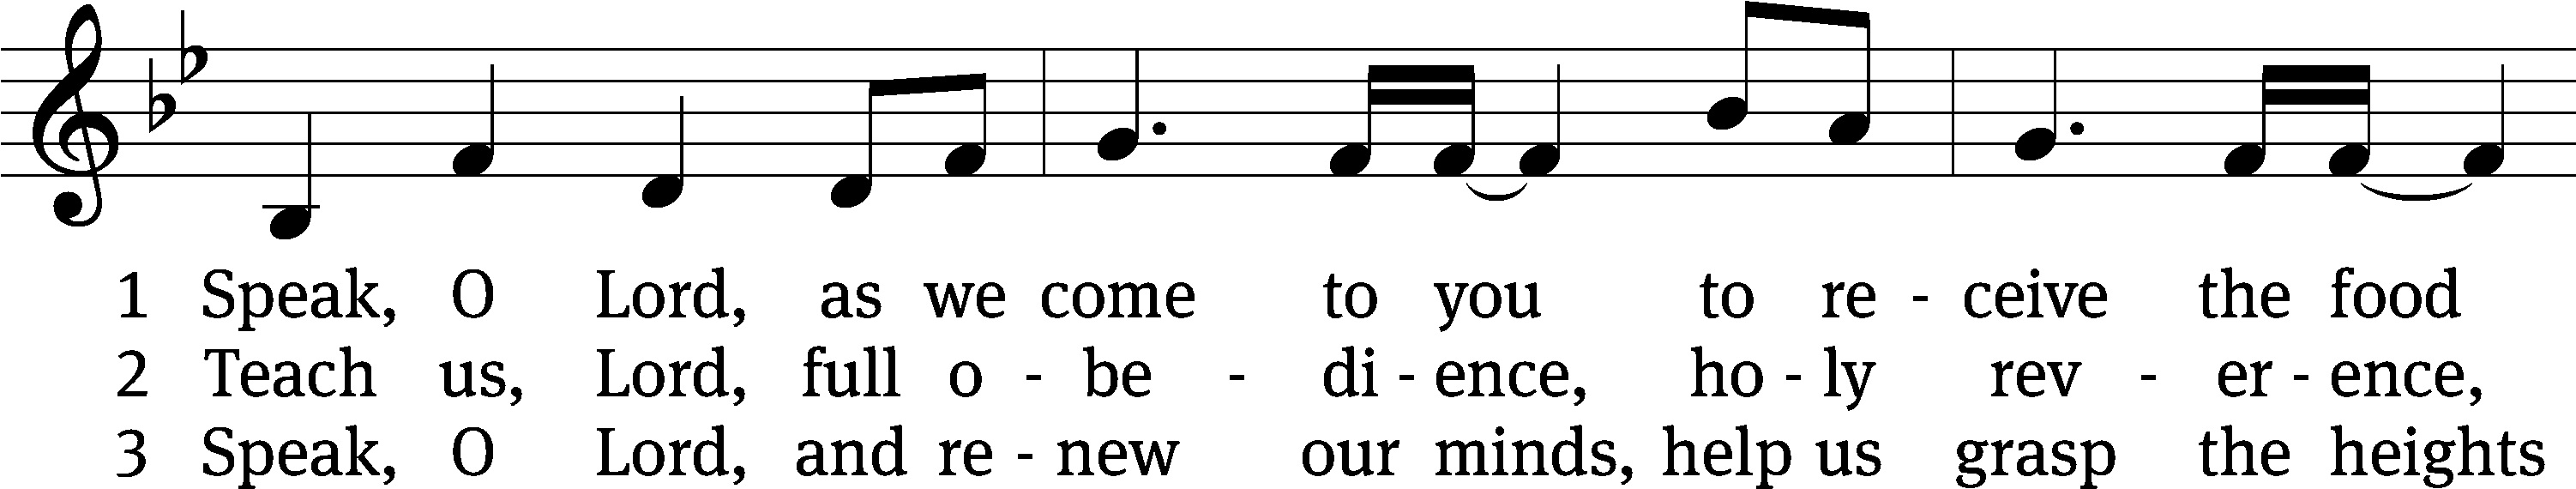 1 Speak, O Lord, as we come to you to re - ceive the food
2 Teach us, Lord, full o - be - di - ence, ho - ly rev - er - ence,
3 Speak, O Lord, and re - new our minds, help us grasp the heights